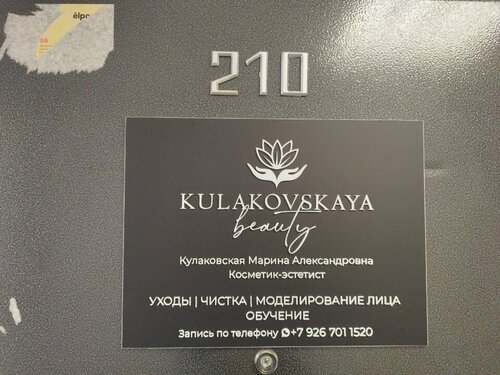 210
KULAKOVSKAYA
beauty
Кулаковская Марина Александровна
Косметик-эстетист
УХОДЫ | ЧИСТКА | МОДЕЛИРОВАНИЕ ЛИЦА
ОБУЧЕНИЕ
Запись по телефону +7 926 701 1520